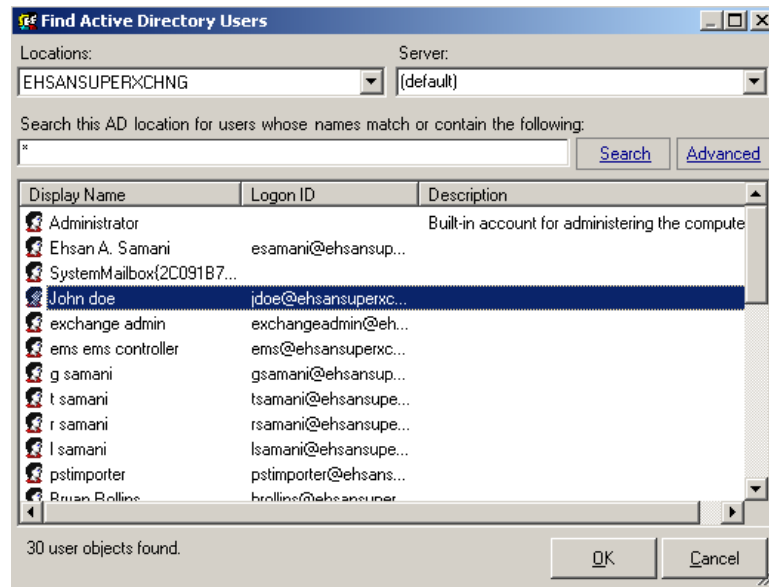 Find Active Directory Users
Locations: Server:
EHSANSUPERXCHNG (default)
Search this AD location for users whose names match or contain the following:
* Search Advanced
Display Name Logon ID Description
Administrator Built-in account for administering the compute
Ehsan A. Samani esamani@ehsansup...
SystemMailbox{2C091B7...
John doe jdoe@ehsansuperxc...
exchange admin exchangeadmin@eh...
ems ems controller ems@ehsansuperxc...
g samani gsamani@ehsansup...
t samani tsamani@ehsansupe...
r samani rsamani@ehsansupe...
l samani lsamani@ehsansupe...
pstimporter pstimporter@ehsans...
Bryan Rollins brollins@ehsansuper
30 user objects found. OK Cancel